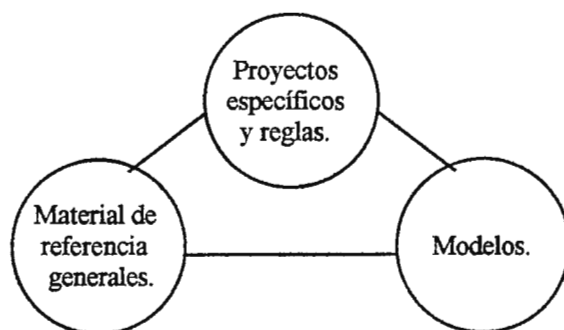 Proyectos
específicos
y reglas.
Material de
referencia
generales.
Modelos.